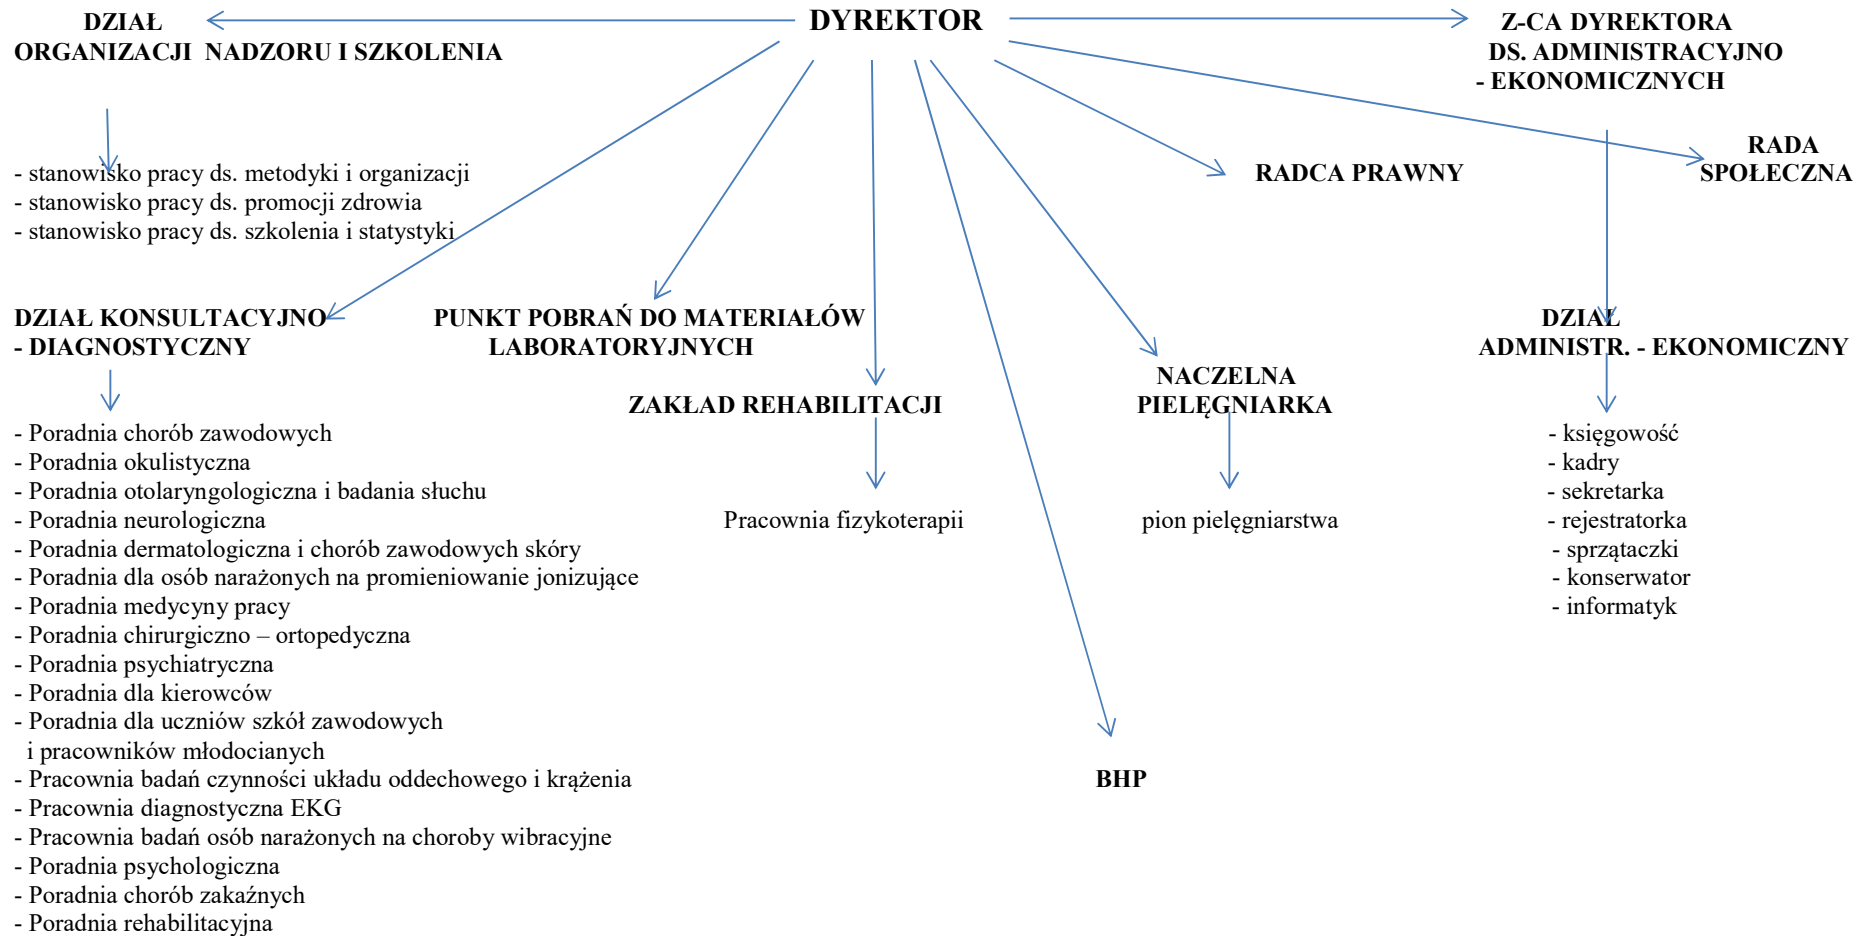 DZIAŁ
ORGANIZACJI NADZORU I SZKOLENIA
DYREKTOR
Z-CA DYREKTORA
DS. ADMINISTRACYJNO
- EKONOMICZNYCH
- stanowisko pracy ds. metodyki i organizacji
- stanowisko pracy ds. promocji zdrowia
- stanowisko pracy ds. szkolenia i statystyki
RADCA PRAWNY
RADA
SPOŁECZNA
DZIAŁ KONSULTACYJNO
- DIAGNOSTYCZNY
PUNKT POBRAŃ DO MATERIAŁÓW
LABORATORYJNYCH
DZIAŁ
ADMINISTR. - EKONOMICZNY
ZAKŁAD REHABILITACJI
NACZELNA
PIELĘGNIARKA
- Poradnia chorób zawodowych
- Poradnia okulistyczna
- Poradnia otolaryngologiczna i badania słuchu
- Poradnia neurologiczna
- Poradnia dermatologiczna i chorób zawodowych skóry
- Poradnia dla osób narażonych na promieniowanie jonizujące
- Poradnia medycyny pracy
- Poradnia chirurgiczno – ortopedyczna
- Poradnia psychiatryczna
- Poradnia dla kierowców
- Poradnia dla uczniów szkół zawodowych
i pracowników młodocianych
- Pracownia badań czynności układu oddechowego i krążenia
- Pracownia diagnostyczna EKG
- Pracownia badań osób narażonych na choroby wibracyjne
- Poradnia psychologiczna
- Poradnia chorób zakaźnych
- Poradnia rehabilitacyjna
Pracownia fizykoterapii
pion pielęgniarstwa
- księgowość
- kadry
- sekretarka
- rejestratorka
- sprzątaczki
- konserwator
- informatyk
BHP